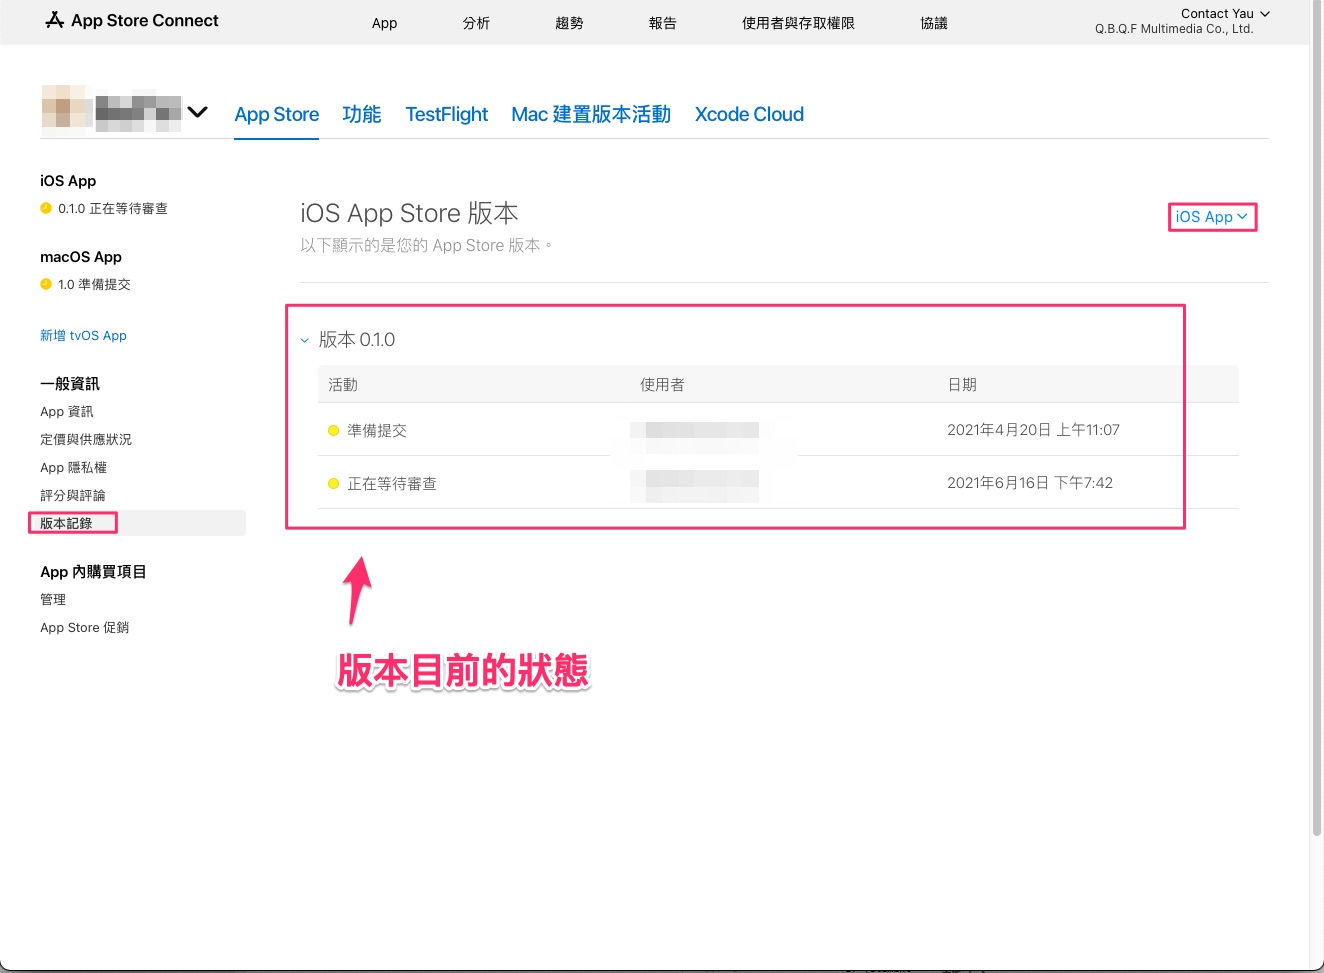 App Store Connect
App
分析
趨勢
報告
使用者與存取權限
協議
Contact Yau
Q.B.Q.F Multimedia Co., Ltd.
App Store
功能
TestFlight
Mac 建置版本活動
Xcode Cloud
iOS App
0.1.0 正在等待審查
macOS App
1.0 準備提交
新增 tvOS App
一般資訊
App 資訊
定價與供應狀況
App 隱私權
評分與評論
版本記錄
App 內購買項目
管理
App Store 促銷
iOS App Store 版本
以下顯示的是您的 App Store 版本。
iOS App
版本 0.1.0
活動 使用者 日期
準備提交 2021年4月20日 上午11:07
正在等待審查 2021年6月16日 下午7:42
版本目前的狀態